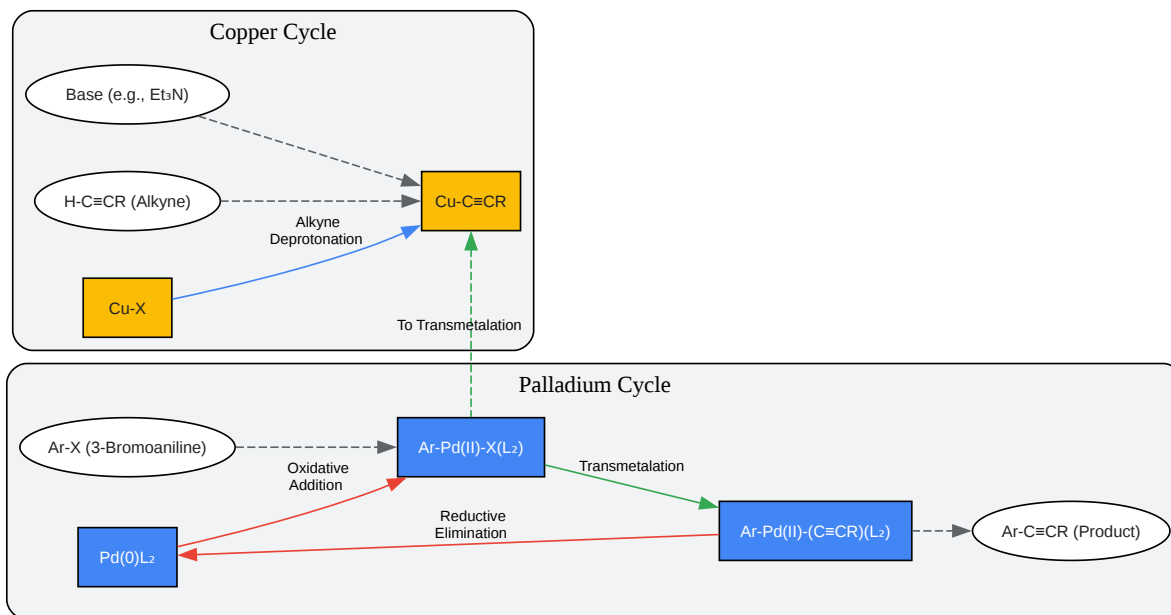 Copper Cycle
Base (e.g., Et₃N)
H-C≡CR (Alkyne)
Cu-C≡CR
Alkyne
Deprotonation
Cu-X
To Transmetalation
Palladium Cycle
Ar-X (3-Bromoaniline)
Ar-Pd(II)-X(L₂)
Oxidative
Addition
Transmetalation
Reductive
Elimination
Ar-Pd(II)-(C≡CR)(L₂)
Ar-C≡CR (Product)
Pd(0)L₂